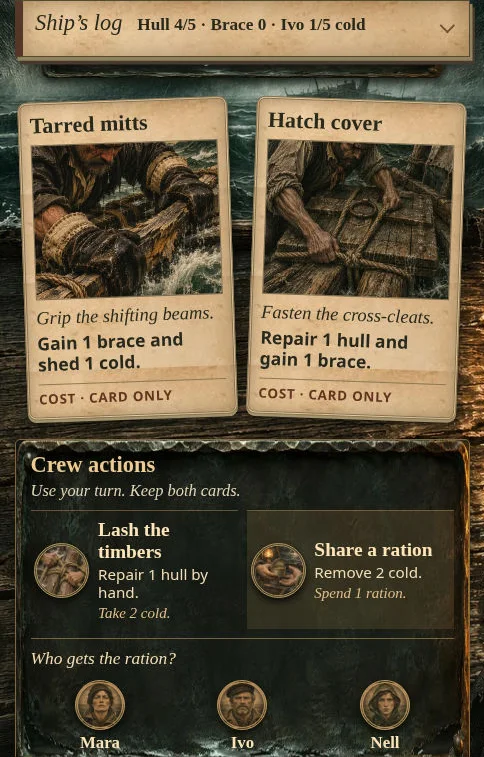 Ship's log Hull 4/5 · Brace 0 · Ivo 1/5 cold
Tarred mitts
Grip the shifting beams.
Gain 1 brace and
shed 1 cold.
COST · CARD ONLY
Hatch cover
Fasten the cross-cleats.
Repair 1 hull and
gain 1 brace.
COST · CARD ONLY
Crew actions
Use your turn. Keep both cards.
Lash the
timbers
Repair 1 hull by
hand.
Take 2 cold.
Share a ration
Remove 2 cold.
Spend 1 ration.
Who gets the ration?
Mara
Ivo
Nell